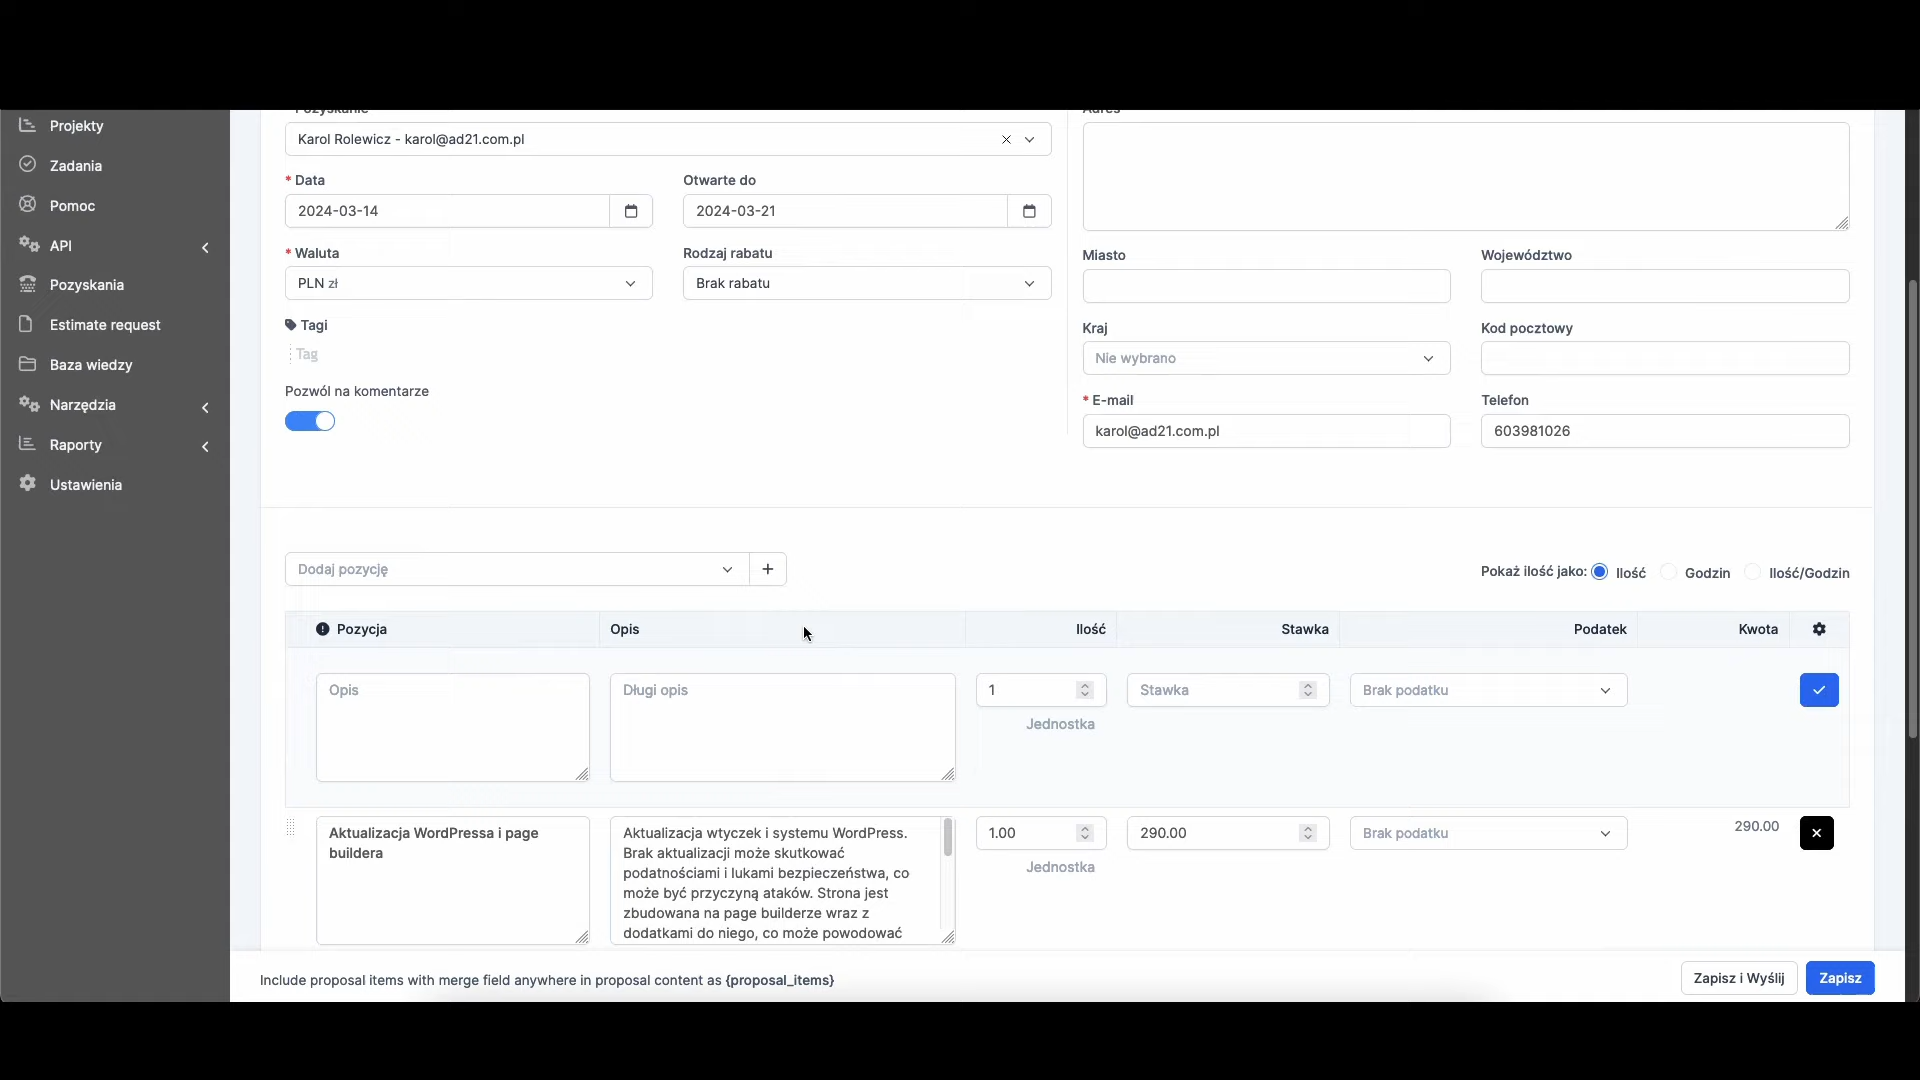 Projekty
Zadania
Pomoc
API
Pozyskania
Estimate request
Baza wiedzy
Narzędzia
Raporty
Ustawienia
Karol Rolewicz - karol@ad21.com.pl
* Data
Otwarte do
2024-03-14
2024-03-21
* Waluta
Rodzaj rabatu
PLN zł
Brak rabatu
Tagi
Tag
Pozwól na komentarze
Adres
Miasto
Województwo
Kraj
Kod pocztowy
Nie wybrano
* E-mail
Telefon
karol@ad21.com.pl
603981026
Dodaj pozycję
+
Pokaż ilość jako: Ilość Godzin Ilość/Godzin
Pozycja Opis Ilość Stawka Podatek Kwota
Opis
Długi opis
1
Stawka
Brak podatku
Jednostka
Aktualizacja WordPressa i page
buildera
Aktualizacja wtyczek i systemu WordPress.
Brak aktualizacji może skutkować
podatnościami i lukami bezpieczeństwa, co
może być przyczyną ataków. Strona jest
zbudowana na page builderze wraz z
dodatkami do niego, co może powodować
1.00
290.00
Brak podatku
290.00
Jednostka
Include proposal items with merge field anywhere in proposal content as {proposal_items}
Zapisz i Wyślij
Zapisz